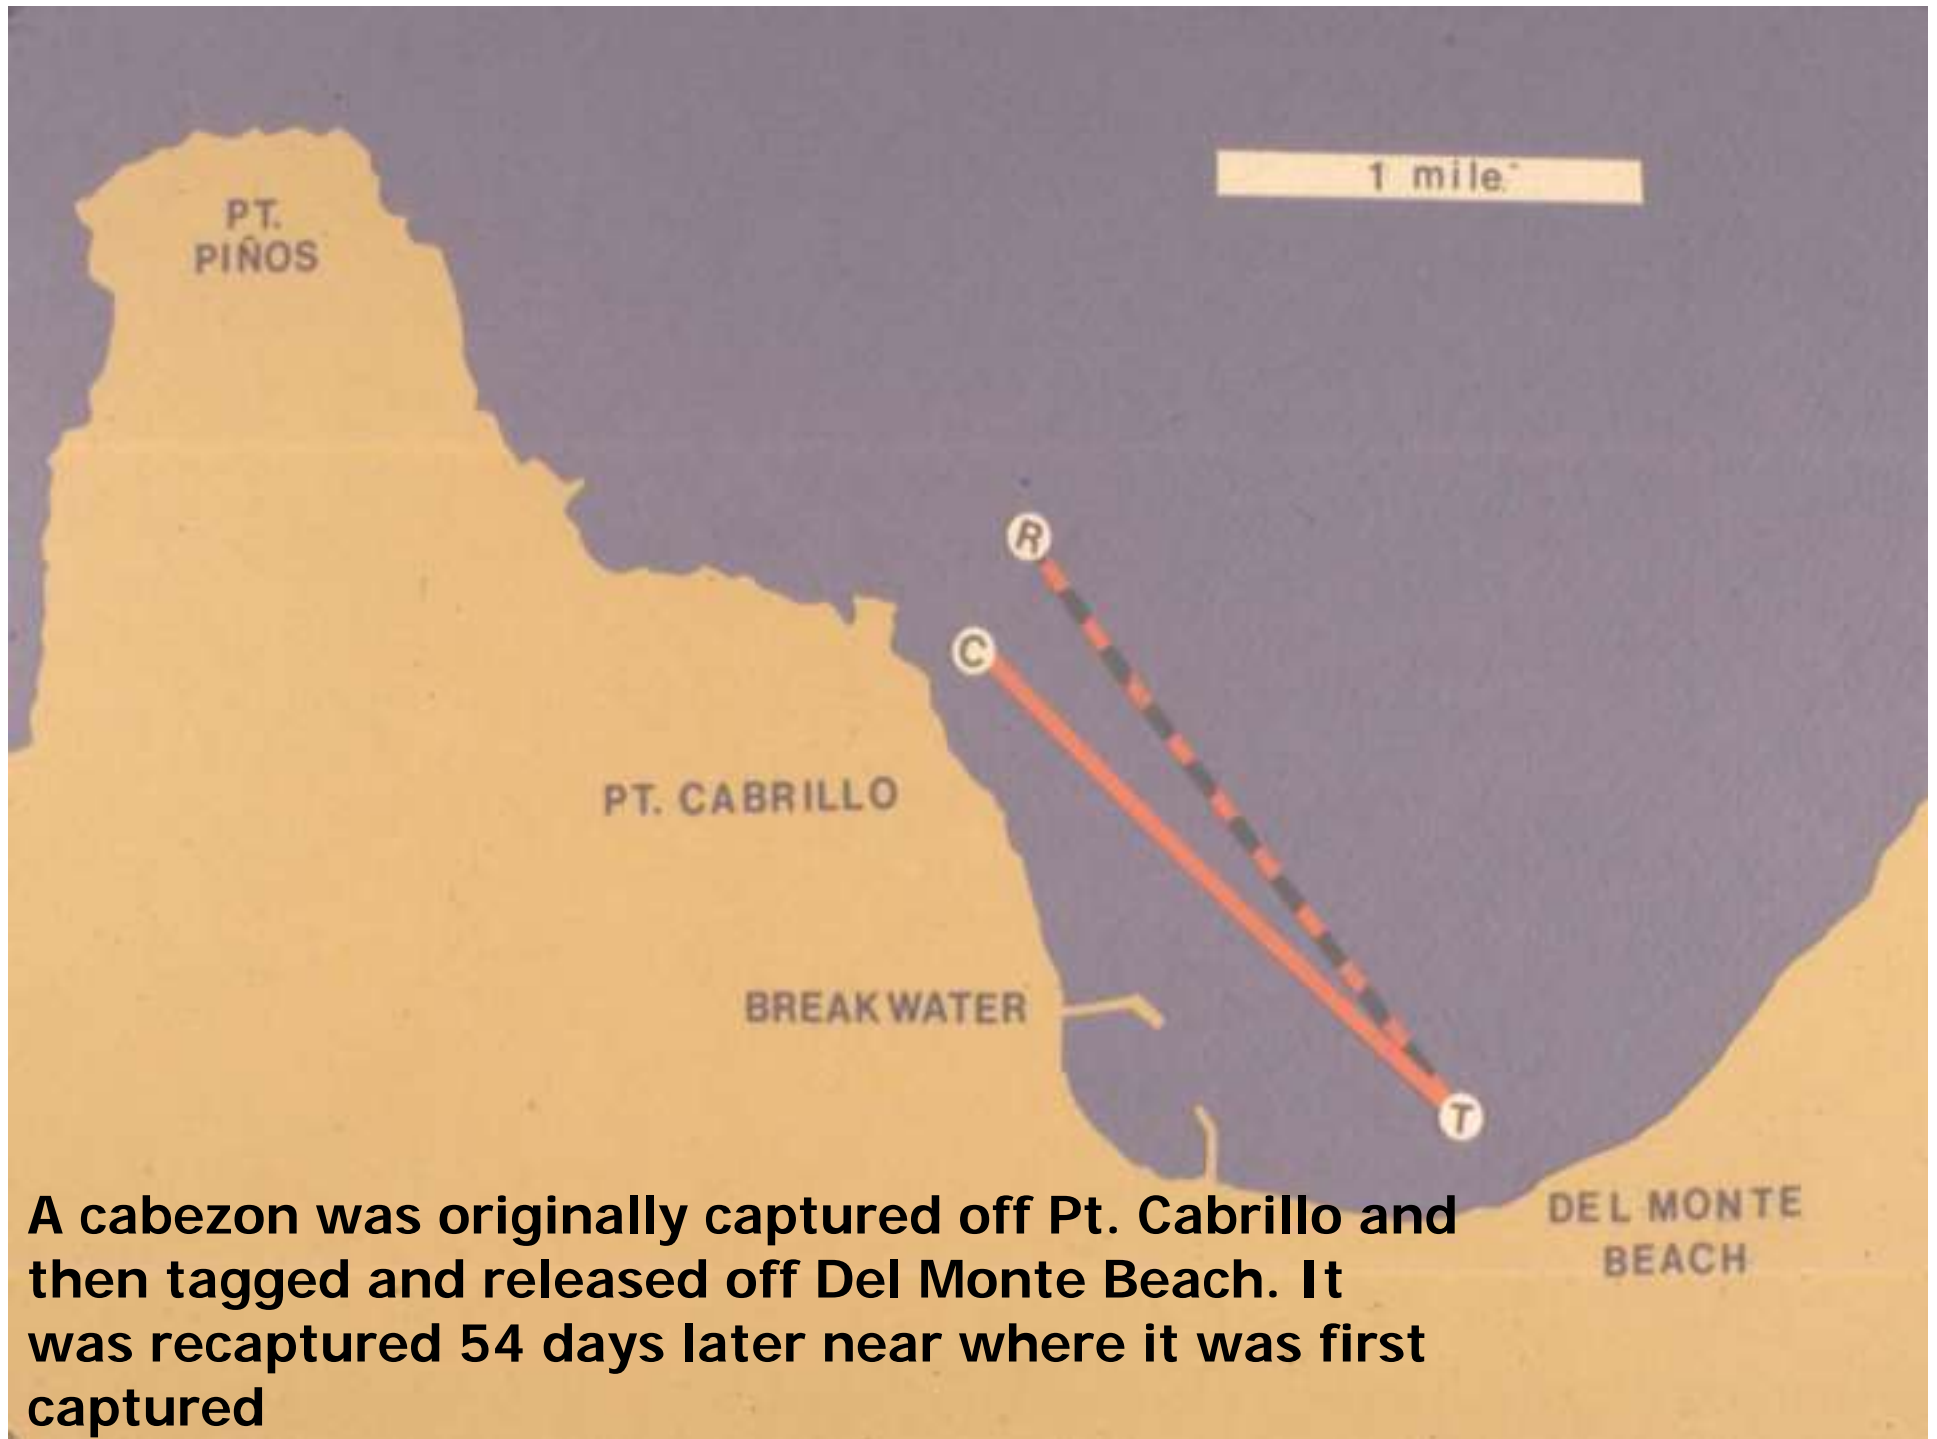 PT.
PIÑOS
1 mile
R
C
PT. CABRILLO
BREAKWATER
T
DEL MONTE
BEACH
A cabezon was originally captured off Pt. Cabrillo and
then tagged and released off Del Monte Beach. It
was recaptured 54 days later near where it was first
captured